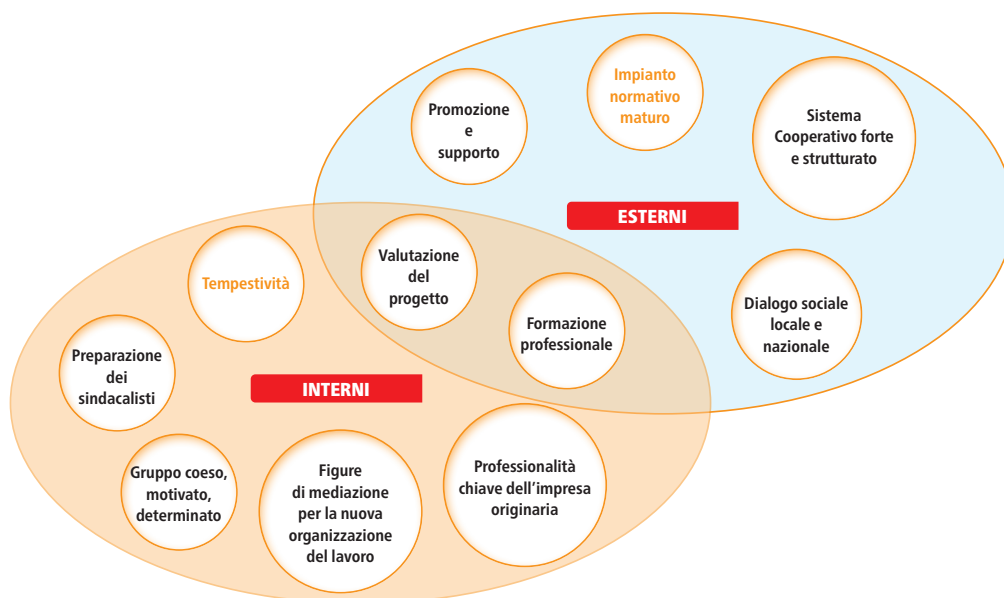 Promozione
e
supporto
Impianto
normativo
maturo
Sistema
Cooperativo forte
e strutturato
ESTERNI
Tempestività
Valutazione
del
progetto
Formazione
professionale
Dialogo sociale
locale e
nazionale
Preparazione
dei
sindacalisti
INTERNI
Gruppo coeso,
motivato,
determinato
Figure
di mediazione
per la nuova
organizzazione
del lavoro
Professionalità
chiave dell’impresa
originaria